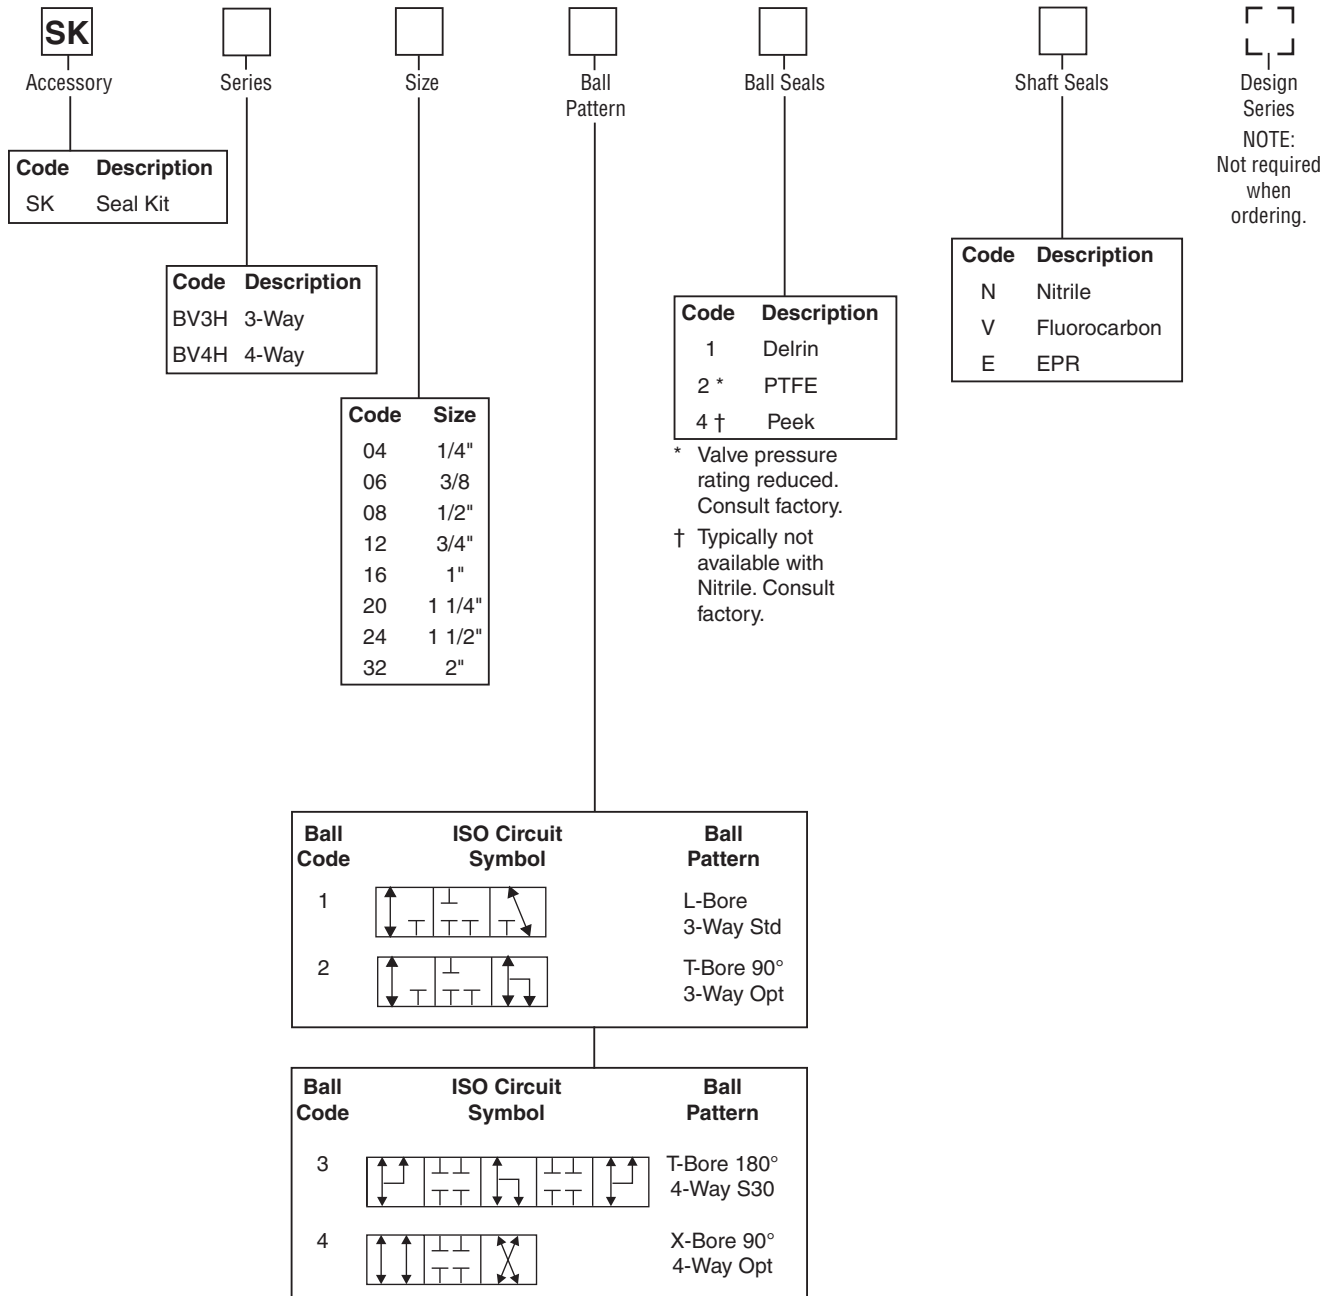 SK
Accessory
Series
Size
Ball
Pattern
Ball Seals
Shaft Seals
Design
Series
NOTE:
Not required
when
ordering.
Code Description
SK Seal Kit
Code Description
BV3H 3-Way
BV4H 4-Way
Code Size
04 1/4"
06 3/8
08 1/2"
12 3/4"
16 1"
20 1 1/4"
24 1 1/2"
32 2"
Code Description
1 Delrin
2 * PTFE
4 † Peek
* Valve pressure
rating reduced.
Consult factory.
† Typically not
available with
Nitrile. Consult
factory.
Code Description
N Nitrile
V Fluorocarbon
E EPR
Ball
Code
ISO Circuit
Symbol
Ball
Pattern
1
L-Bore
3-Way Std
2
T-Bore 90°
3-Way Opt
Ball
Code
ISO Circuit
Symbol
Ball
Pattern
3
T-Bore 180°
4-Way S30
4
X-Bore 90°
4-Way Opt